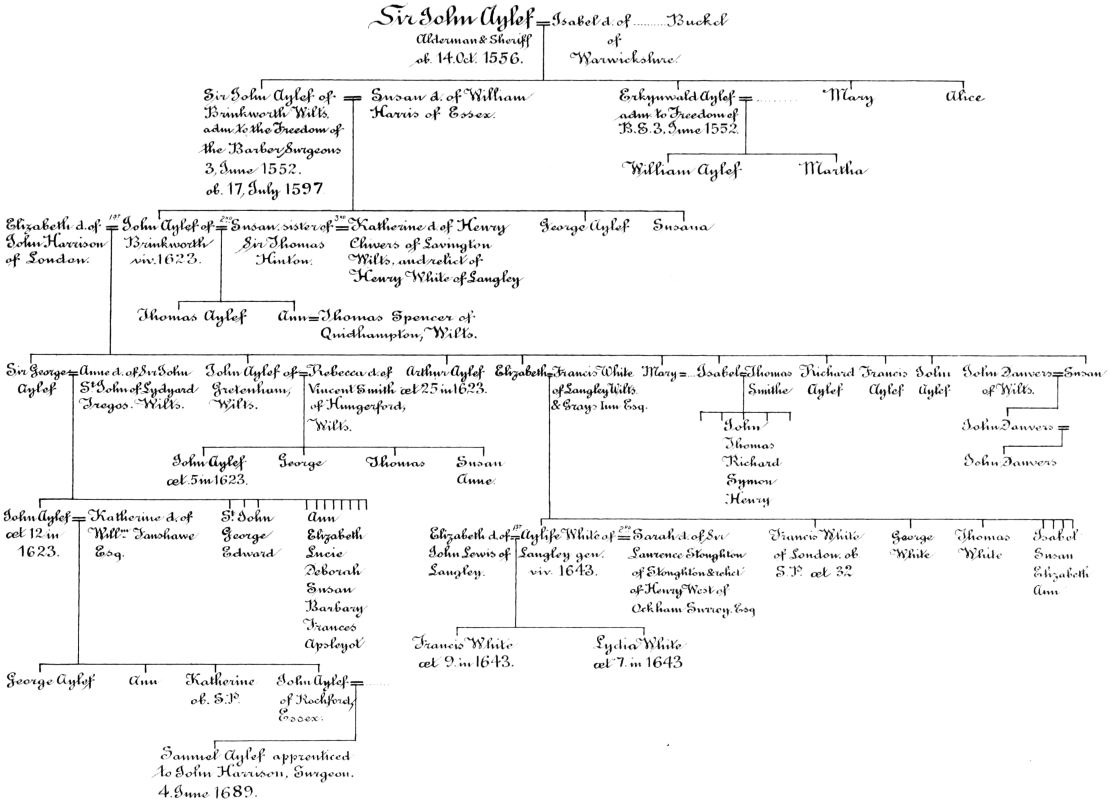 Sir John Aylef = Isabel d. of ........ Buckel
Alderman & Sheriff
of
ob. 14. Oct. 1556.
Warwickshire.
Sir John Aylef of
Brinkworth Wilts,
adm. to the Freedom of
the Barber Surgeons
3, June 1552.
ob. 17, July 1597
Susan d. of William
Harris of Essex.
Erkynwald Aylef =
adm. to Freedom of
B.S. 3, June 1552.
Mary
Alice
William Aylef
Martha
Elizabeth d. of
John Harrison
of London.
1st
John Aylef of
Brinkworth
viv. 1623.
2nd
Susan. sister of
Sir Thomas
Hinton.
3rd
Katherine d. of Henry
Chivers of Lavington
Wilts, and relict of
Henry White of Langley
George Aylef
Susana
Thomas Aylef
Ann = Thomas Spencer of
Quidhampton, Wilts.
Sir George
Aylef
Anne d. of Sir John
St John of Lydyard
Tregos. Wilts.
John Aylef of
Gretenham,
Wilts.
Rebecca d. of
Vincent Smith
of Hungerford,
Wilts.
Arthur Aylef
æt 25 in 1623.
Elizabeth = Francis White
of Langley Wilts.
& Grays Inn Esq.
Mary = ..
Isabel = Thomas
Smithe
Richard
Aylef
Francis
Aylef
John
Aylef
John Danvers = Susan
of Wilts.
John
Thomas
Richard
Symon
Henry
John Danvers =
John Danvers
John Aylef
æt. 5 in 1623.
George
Thomas
Susan
Anne.
John Aylef =
æt 12 in
1623.
Katherine d. of
Willm. Fanshawe
Esq.
St John
George
Edward
Ann
Elizabeth
Lucie
Deborah
Susan
Barbary
Frances
Apsleyot
Elizabeth d. of
John Lewis of
Langley.
1st
Ayliffe White of
Langley gen.
viv. 1643.
2nd
Sarah d. of Sir
Lawrence Stoughton
of Stoughton & relict
of Henry West of
Ockham Surrey. Esq
Francis White
of London. ob
S.P. æt 32
George
White
Thomas
White
Isabel
Susan
Elizabeth
Ann
Francis White
æt 9. in 1643.
Lydia White
æt 7. in 1643
George Aylef
Ann
Katherine
ob. S.P.
John Aylef =
of Rochford,
Essex.
Samuel Aylef apprenticed
to John Harrison, Surgeon.
4. June 1689.